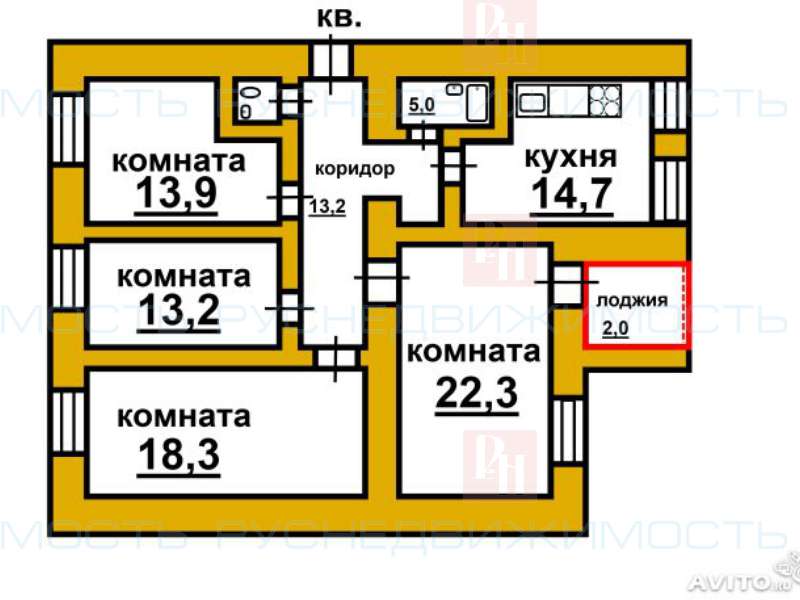 кв.
5,0
комната
13,9
коридор
13,2
кухня
14,7
комната
13,2
лоджия
2,0
комната
22,3
комната
18,3
МОСТЬ РУСНЕДВИЖИМОСТЬ
МОСТЬ РУСНЕДВИЖИМОСТЬ
МОСТЬ РУСНЕДВИЖИМОСТЬ
AVITO.ru